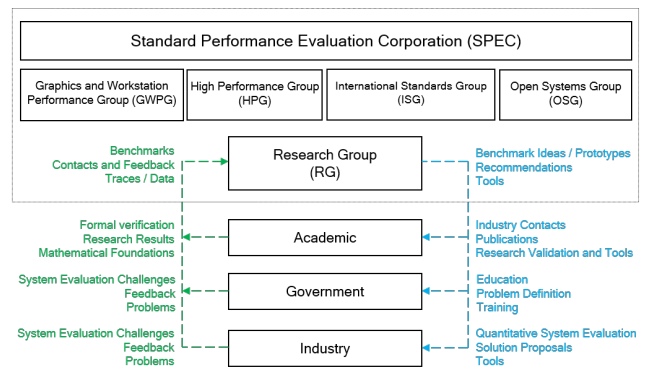 Standard Performance Evaluation Corporation (SPEC)
Graphics and Workstation
Performance Group (GWPG)
High Performance Group
(HPG)
International Standards Group
(ISG)
Open Systems Group
(OSG)
Benchmarks
Contacts and Feedback
Traces / Data
Research Group
(RG)
Benchmark Ideas / Prototypes
Recommendations
Tools
Formal verification
Research Results
Mathematical Foundations
Academic
Industry Contacts
Publications
Research Validation and Tools
System Evaluation Challenges
Feedback
Problems
Government
Education
Problem Definition
Training
System Evaluation Challenges
Feedback
Problems
Industry
Quantitative System Evaluation
Solution Proposals
Tools